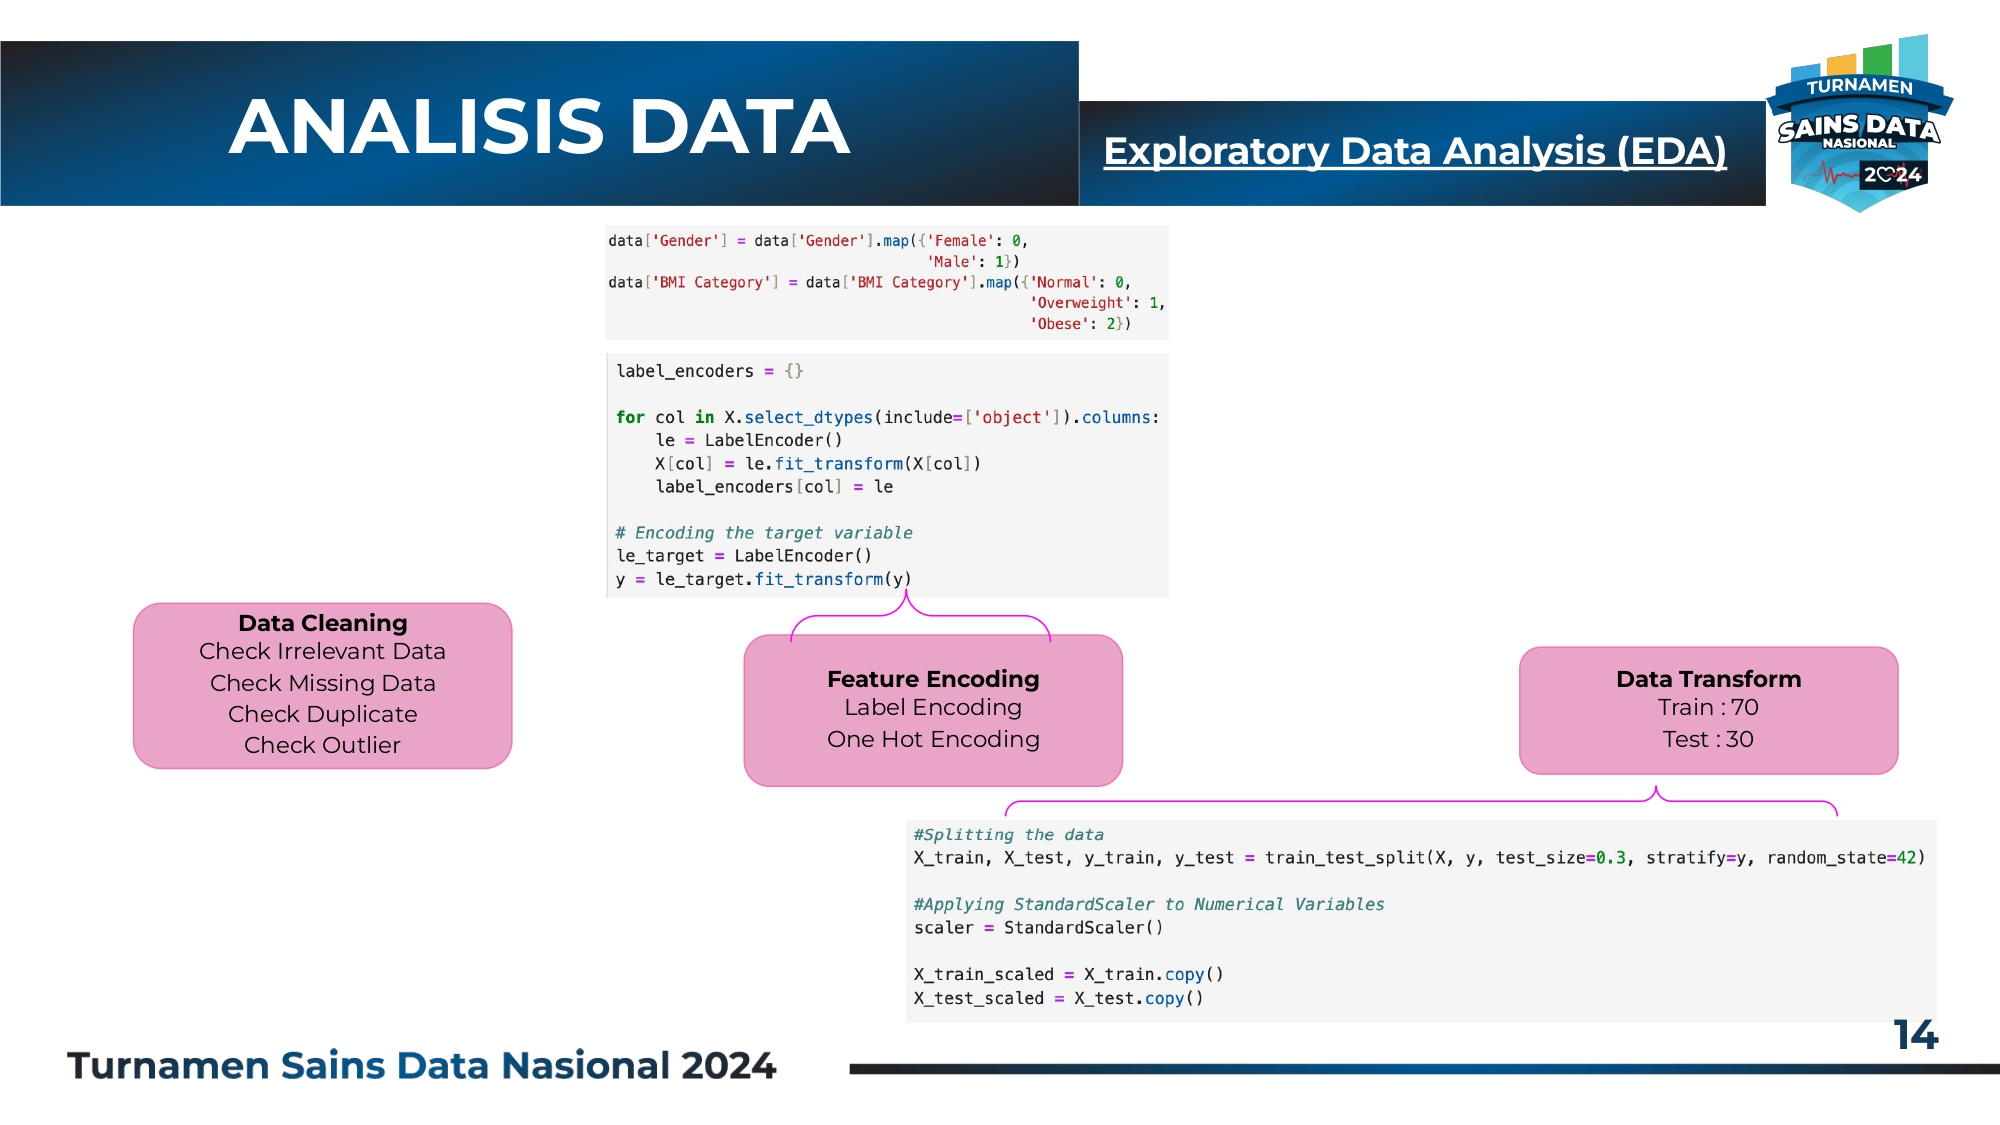 ANALISIS DATA
Exploratory Data Analysis (EDA)
TURNAMEN
SAINS DATA
NASIONAL
2024
data['Gender'] = data['Gender'].map({'Female': 0,
                                     'Male': 1})
data['BMI Category'] = data['BMI Category'].map({'Normal': 0,
                                                 'Overweight': 1,
                                                 'Obese': 2})
label_encoders = {}
for col in X.select_dtypes(include=['object']).columns:
    le = LabelEncoder()
    X[col] = le.fit_transform(X[col])
    label_encoders[col] = le
# Encoding the target variable
le_target = LabelEncoder()
y = le_target.fit_transform(y)
Data Cleaning
Check Irrelevant Data
Check Missing Data
Check Duplicate
Check Outlier
Feature Encoding
Label Encoding
One Hot Encoding
Data Transform
Train : 70
Test : 30
#Splitting the data
X_train, X_test, y_train, y_test = train_test_split(X, y, test_size=0.3, stratify=y, random_state=42)
#Applying StandardScaler to Numerical Variables
scaler = StandardScaler()
X_train_scaled = X_train.copy()
X_test_scaled = X_test.copy()
14
Turnamen Sains Data Nasional 2024